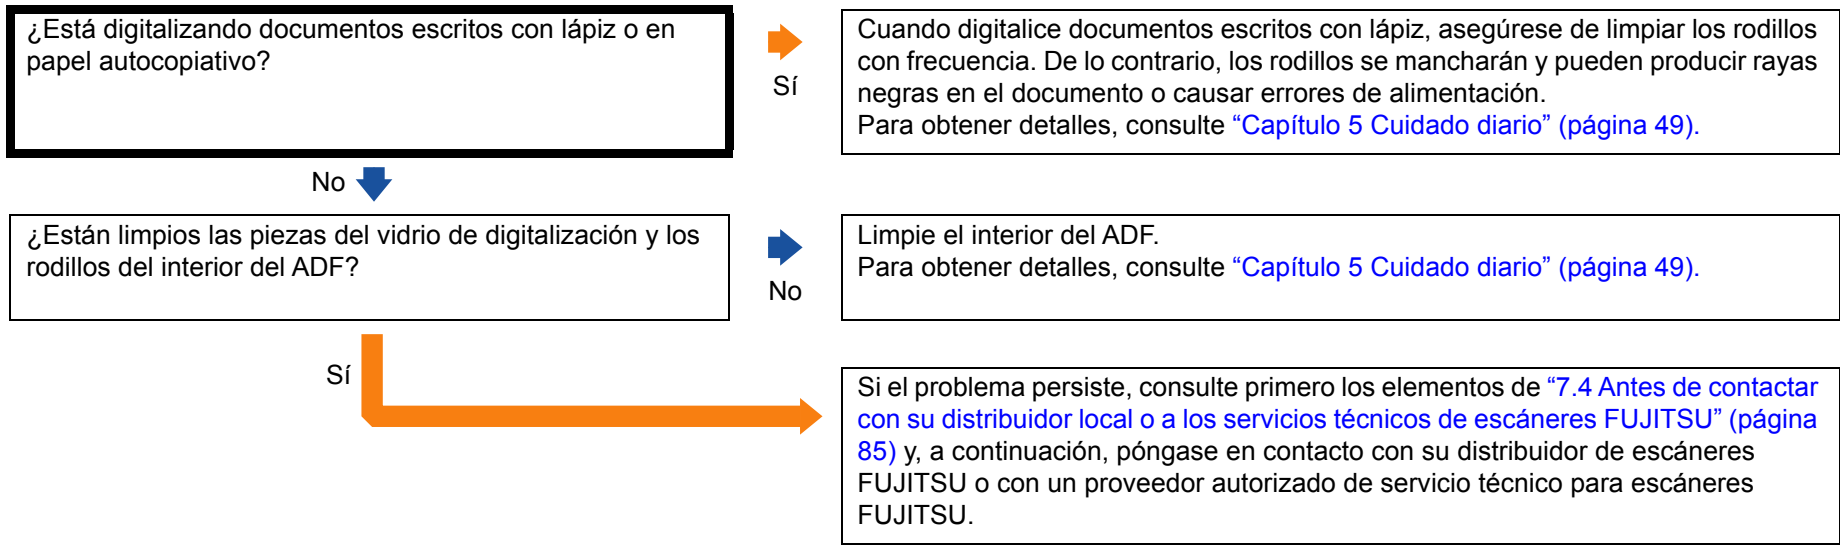 ¿Está digitalizando documentos escritos con lápiz o en
papel autocopiativo?
Sí
Cuando digitalice documentos escritos con lápiz, asegúrese de limpiar los rodillos
con frecuencia. De lo contrario, los rodillos se mancharán y pueden producir rayas
negras en el documento o causar errores de alimentación.
Para obtener detalles, consulte “Capítulo 5 Cuidado diario” (página 49).
No
¿Están limpios las piezas del vidrio de digitalización y los
rodillos del interior del ADF?
No
Limpie el interior del ADF.
Para obtener detalles, consulte “Capítulo 5 Cuidado diario” (página 49).
Sí
Si el problema persiste, consulte primero los elementos de “7.4 Antes de contactar
con su distribuidor local o a los servicios técnicos de escáneres FUJITSU” (página
85) y, a continuación, póngase en contacto con su distribuidor de escáneres
FUJITSU o con un proveedor autorizado de servicio técnico para escáneres
FUJITSU.